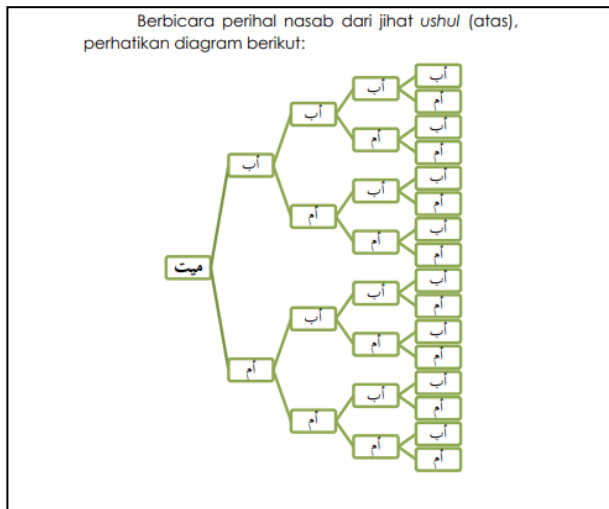 Berbicara perihal nasab dari jihat ushul (atas),
perhatikan diagram berikut:
أب
أب
أم
أب
أب
أم
أم
أب
أب
أب
أم
أم
أب
أم
أم
ميت
أب
أب
أم
أب
أب
أم
أم
أم
أب
أب
أم
أم
أب
أم
أم